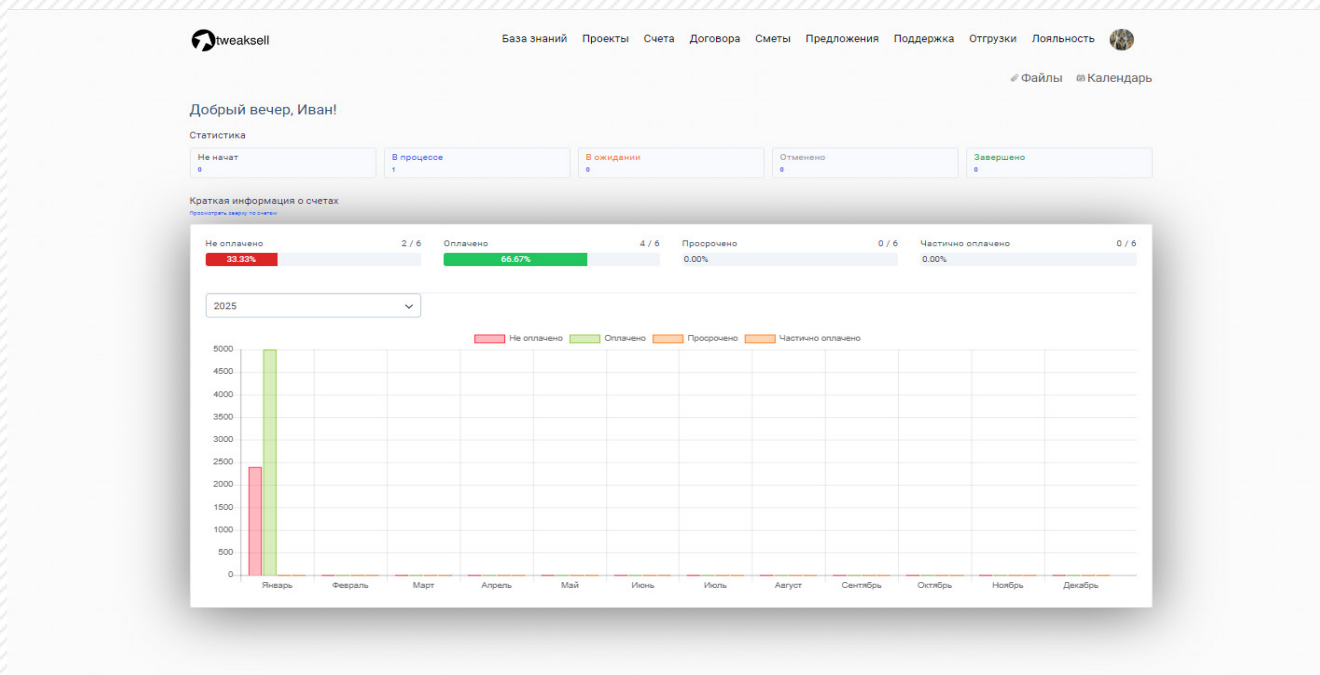 tweaksell
База знаний Проекты Счета Договора Сметы Предложения Поддержка Отгрузки Лояльность
Файлы Календарь
Добрый вечер, Иван!
Статистика
Не начат В процессе В ожидании Отменено Завершено
0 1 0 0 0
Краткая информация о счетах
Просмотреть сверку по счетам
Не оплачено 2 / 6 Оплачено 4 / 6 Просрочено 0 / 6 Частично оплачено 0 / 6
33.33% 66.67% 0.00% 0.00%
2025
Не оплачено Оплачено Просрочено Частично оплачено
5000
4500
4000
3500
3000
2500
2000
1500
1000
500
0
Январь Февраль Март Апрель Май Июнь Июль Август Сентябрь Октябрь Ноябрь Декабрь